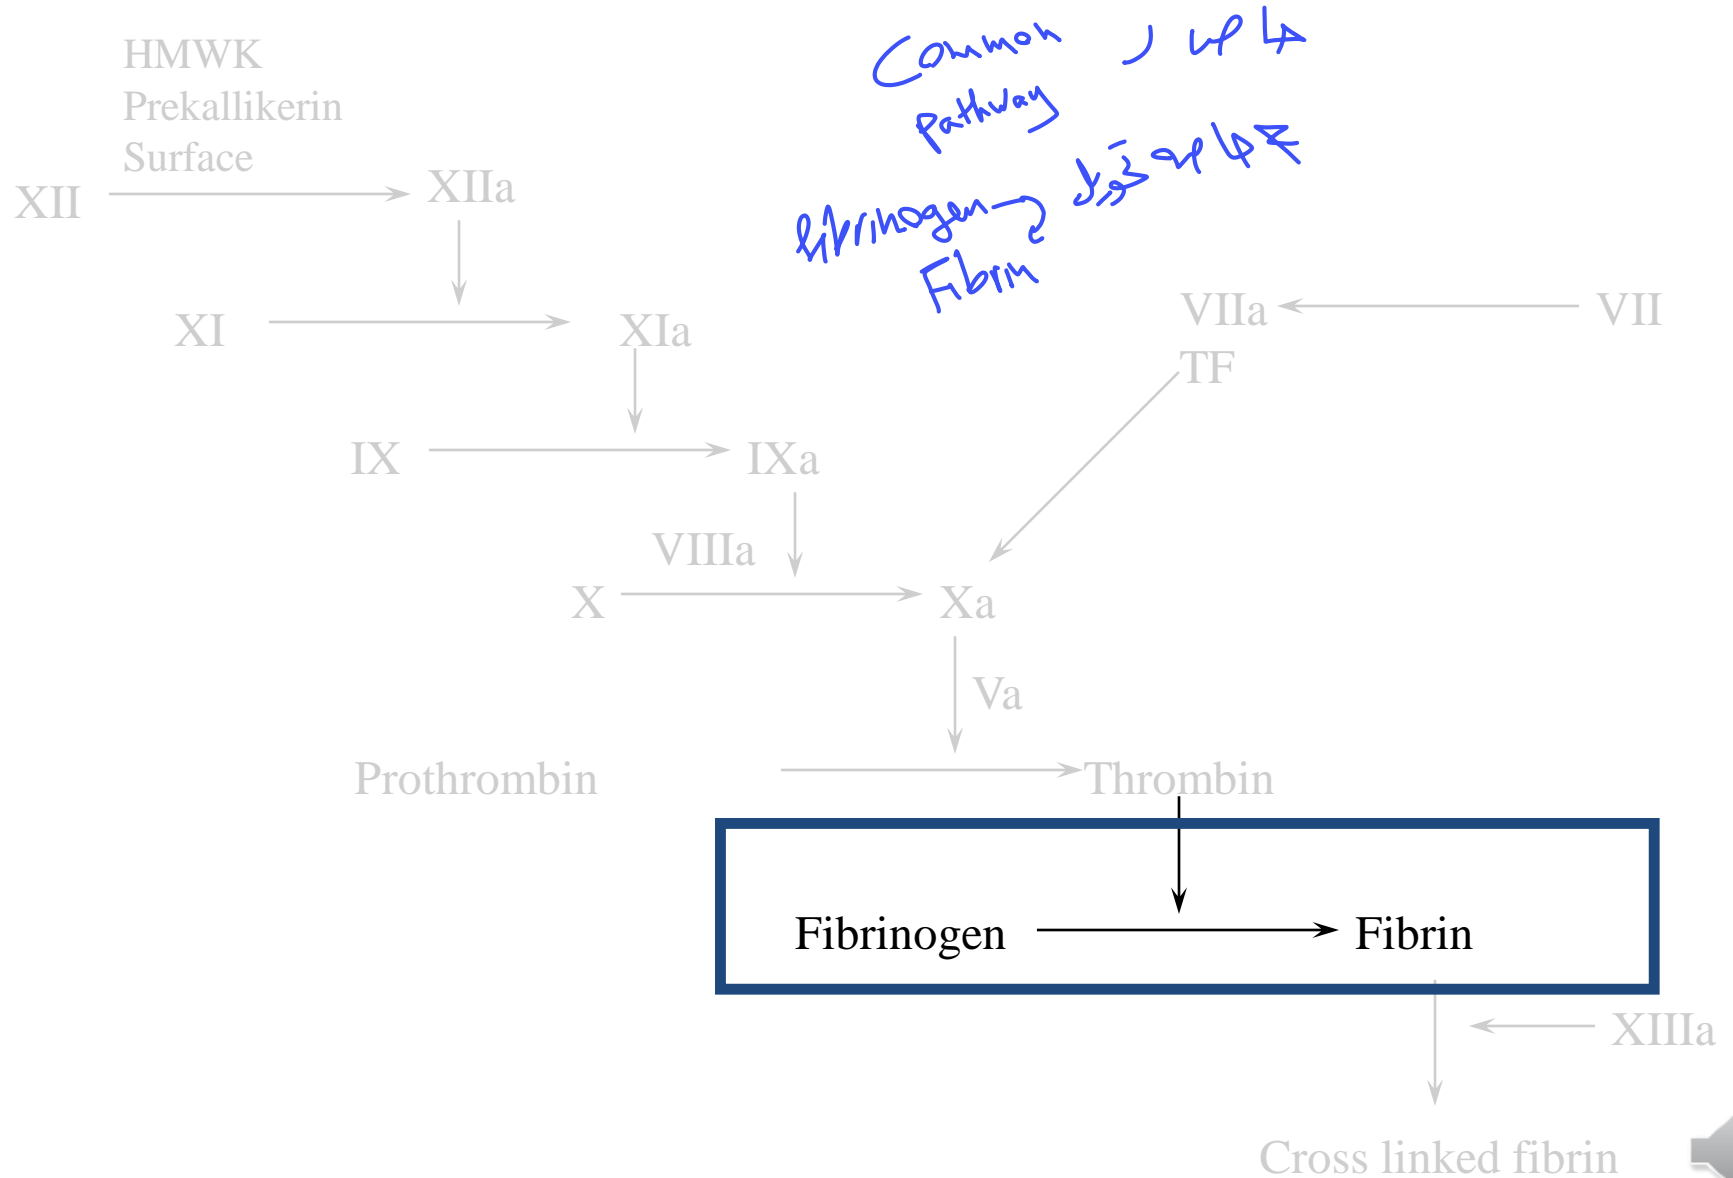 Common
pathway
fibrinogen
Fibrin
HMWK
Prekallikerin
Surface
XII
XIIa
XI
XIa
VIIa
VII
TF
IX
IXa
VIIIa
X
Xa
Va
Prothrombin
Thrombin
Fibrinogen
Fibrin
XIIIa
Cross linked fibrin